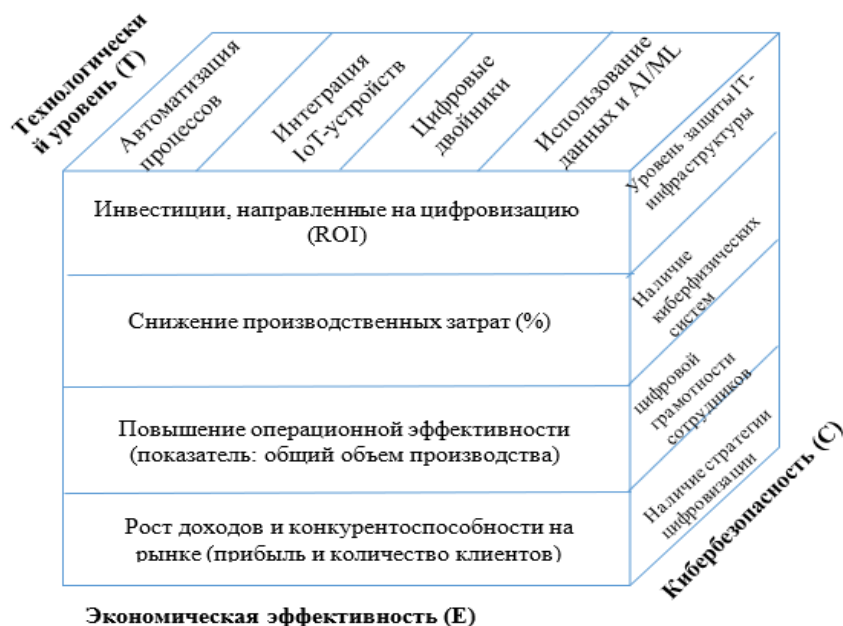 Технологически
й уровень (Т)
Автоматизация
процессов
Интеграция
IoT-устройств
Цифровые
двойники
Использование
данных и AI/ML
Уровень защиты IT-
инфраструктуры
Инвестиции, направленные на цифровизацию
(ROI)
Наличие
киберфизических
систем
Снижение производственных затрат (%)
цифровой
грамотности
сотрудников
Повышение операционной эффективности
(показатель: общий объем производства)
Наличие стратегии
цифровизации
Рост доходов и конкурентоспособности на
рынке (прибыль и количество клиентов)
Кибербезопасность (С)
Экономическая эффективность (Е)